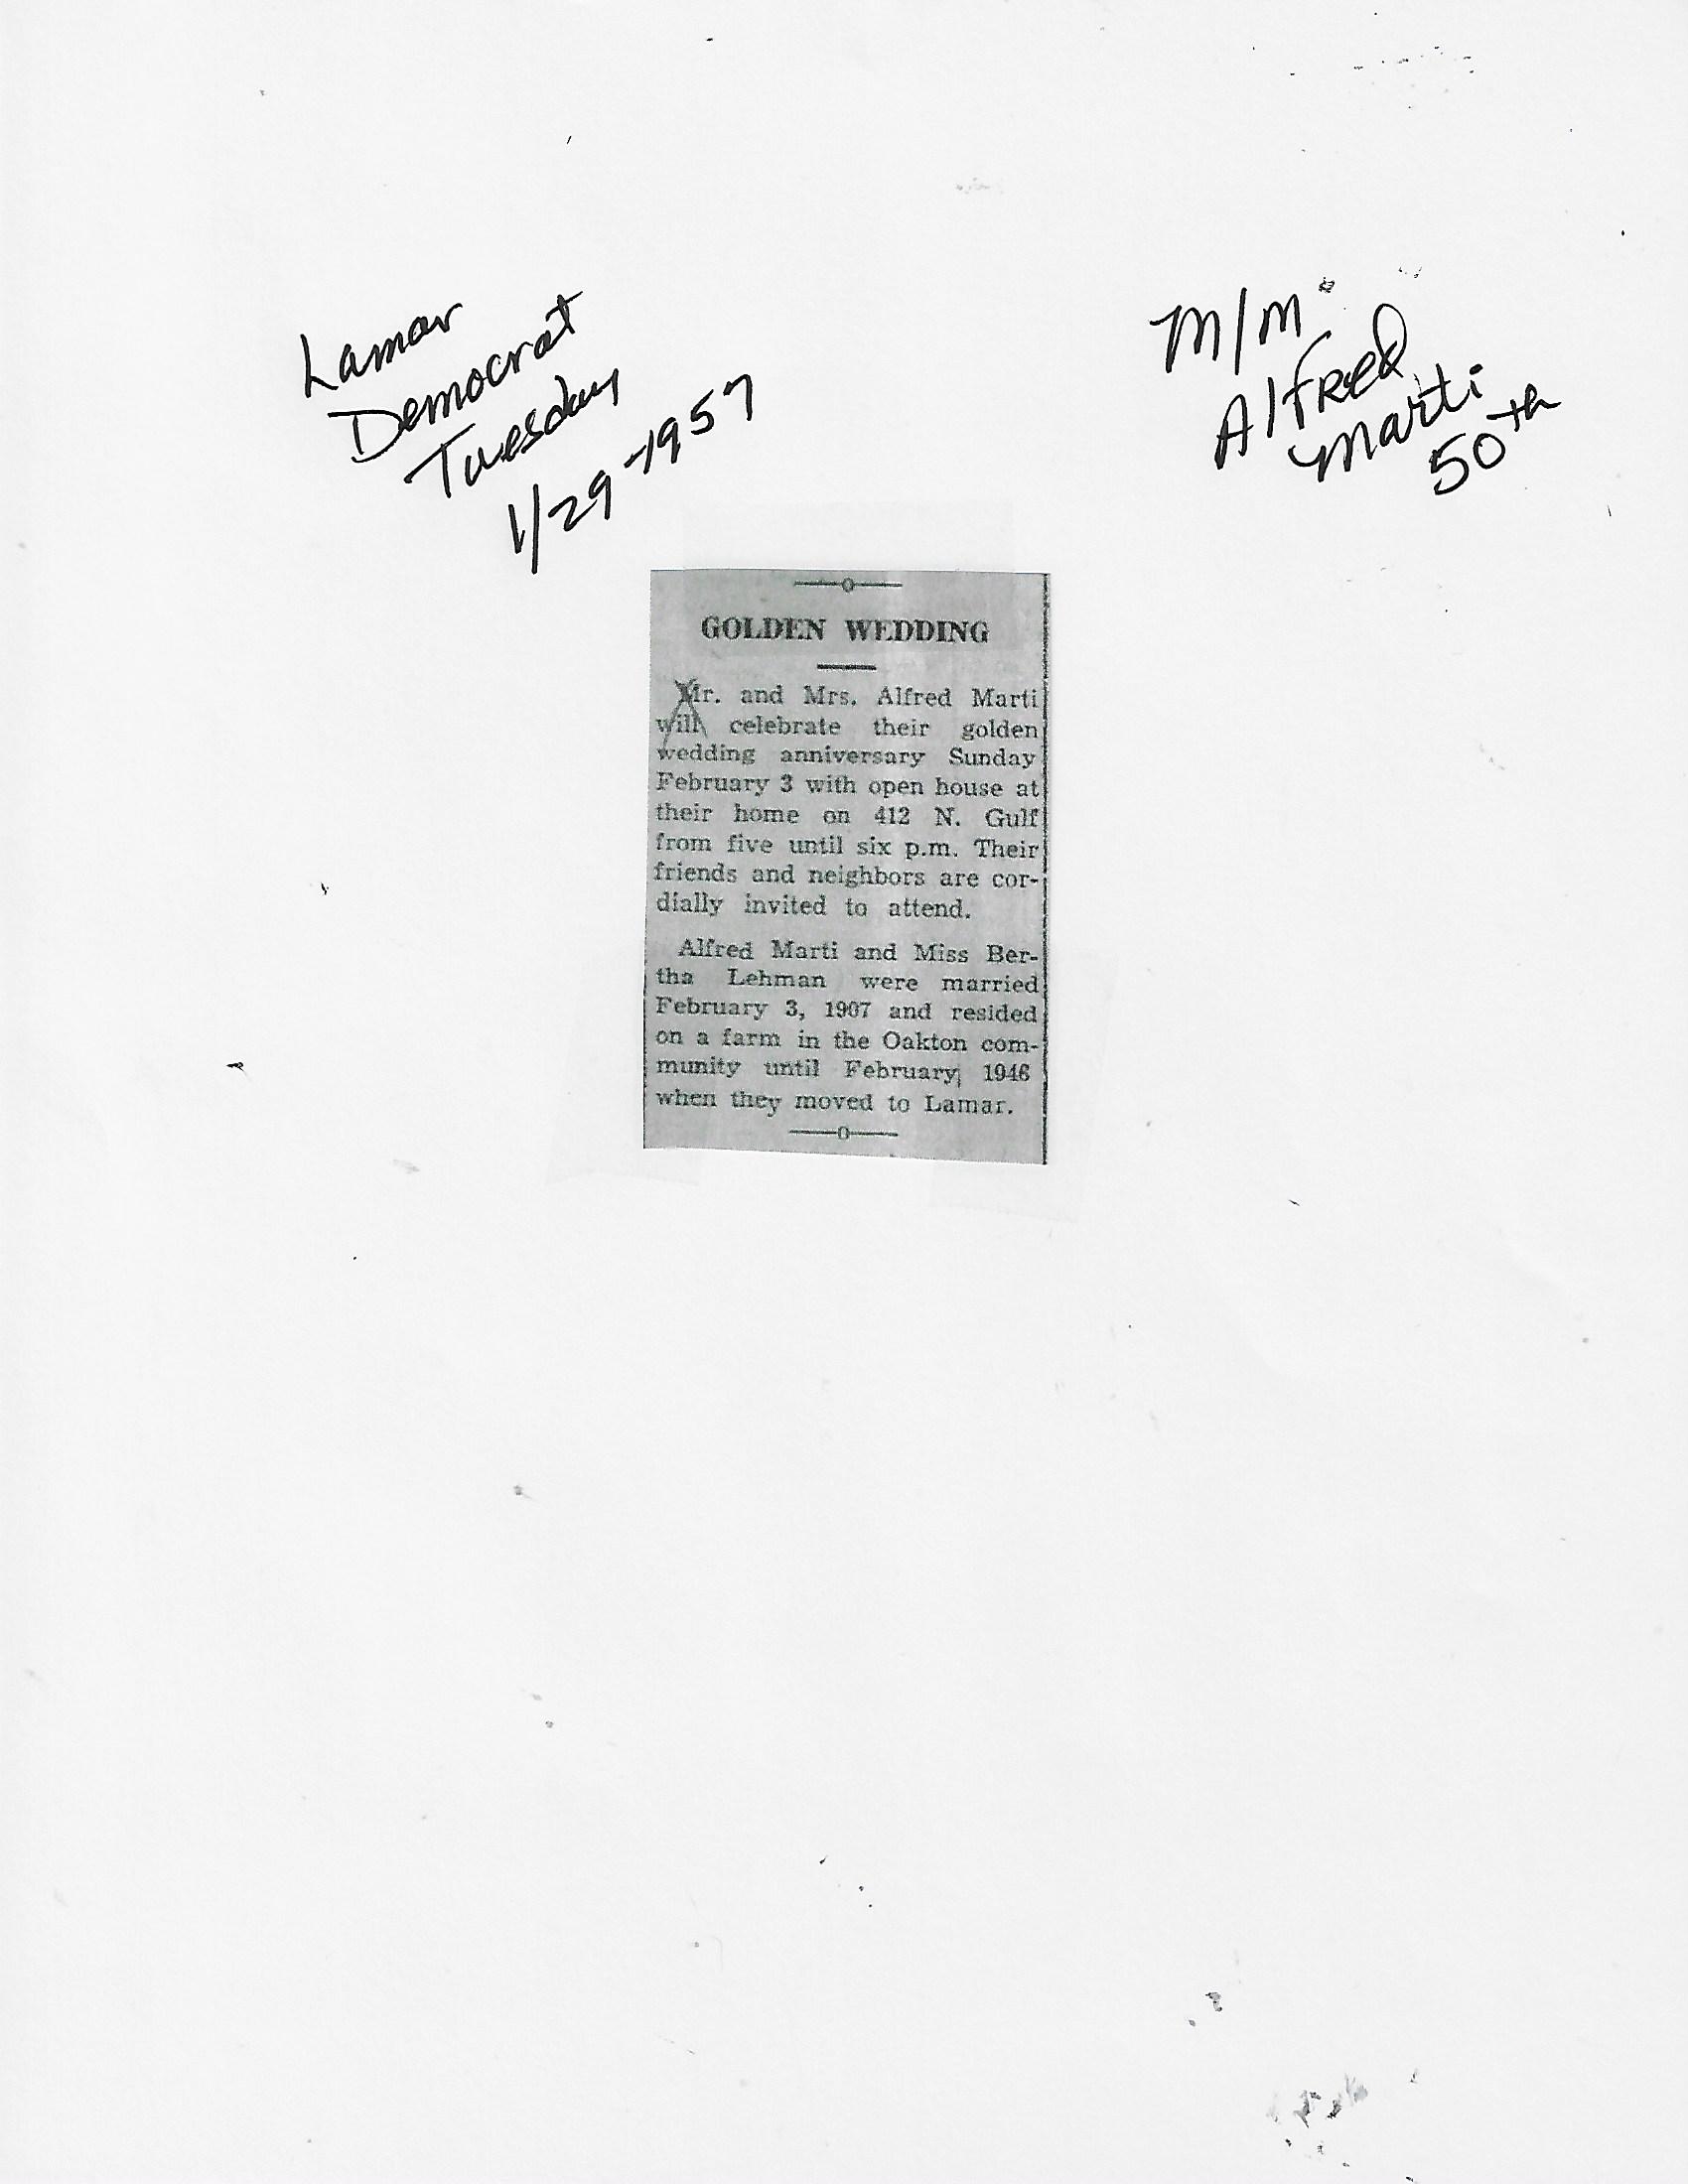 Lamar
Democrat
Tuesday
1/29-1957
M/M
Alfred
Marti
50th
GOLDEN WEDDING
Mr. and Mrs. Alfred Marti
will celebrate their golden
wedding anniversary Sunday
February 3 with open house at
their home on 412 N. Gulf
from five until six p.m. Their
friends and neighbors are cor-
dially invited to attend.
Alfred Marti and Miss Ber-
tha Lehman were married
February 3, 1907 and resided
on a farm in the Oakton com-
munity until February 1946
when they moved to Lamar.